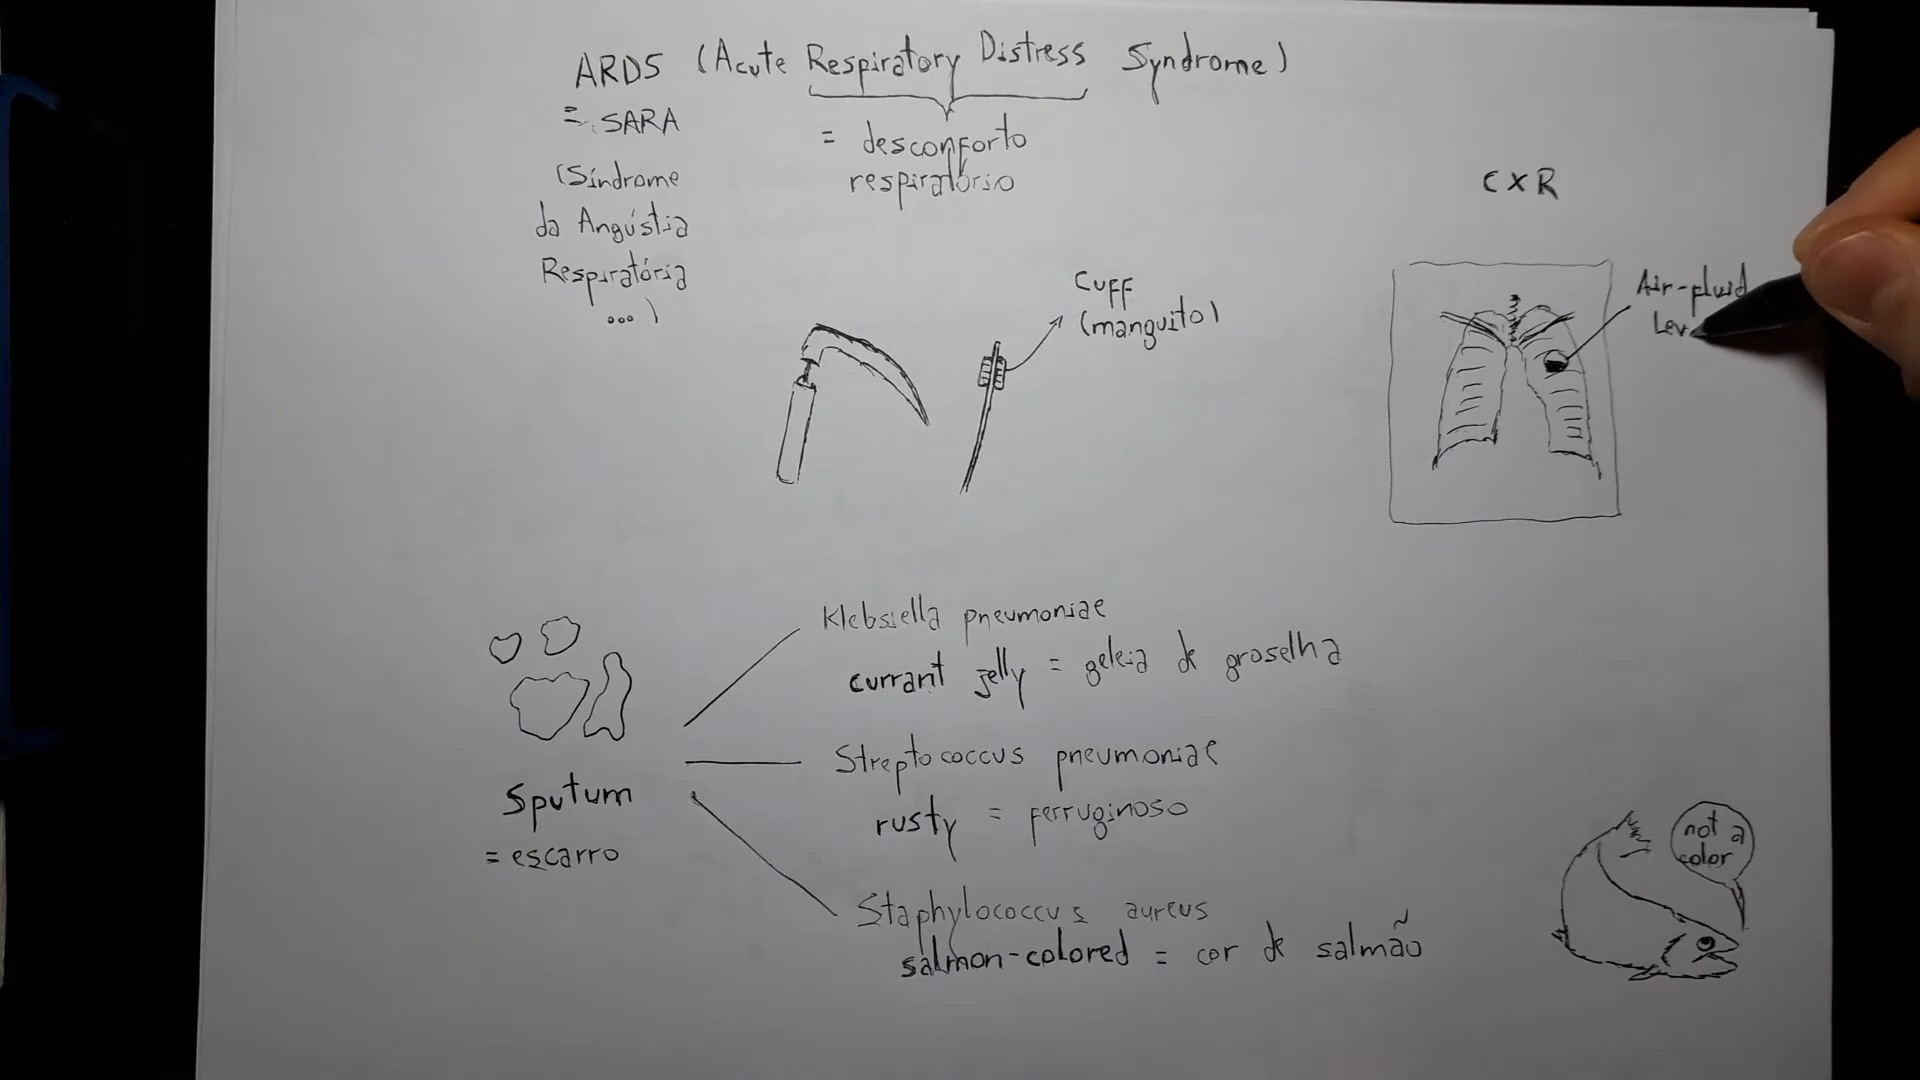 ARDS (Acute Respiratory Distress Syndrome)
= SARA
(Síndrome
da Angústia
Respiratória
...)
= desconforto
respiratório
Cuff
(manguito)
CXR
Air-fluid
Lev
Sputum
= escarro
Klebsiella pneumoniae
currant jelly = geleia de groselha
Streptococcus pneumoniae
rusty = ferruginoso
Staphylococcus aureus
salmon-colored = cor de salmão
not a
color